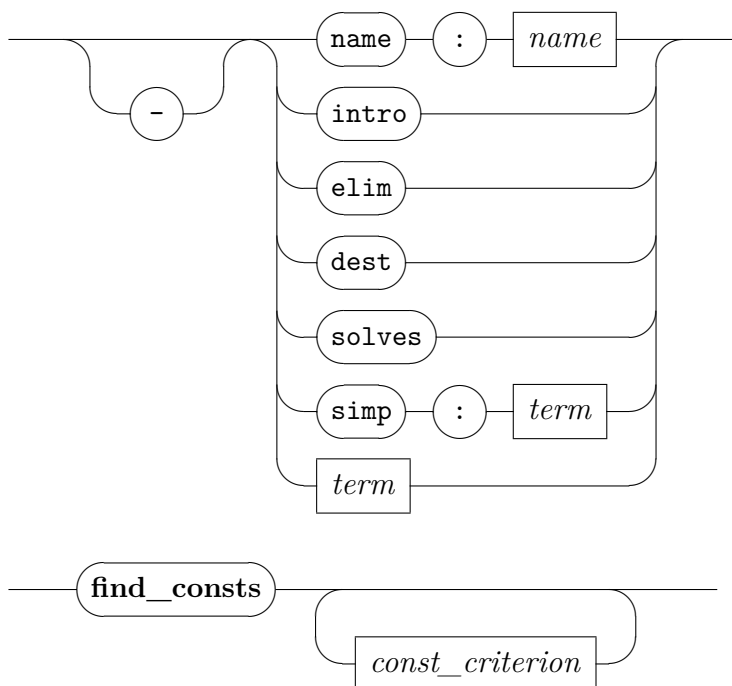 name : name
-
intro
elim
dest
solves
simp : term
term
find_consts
const_criterion